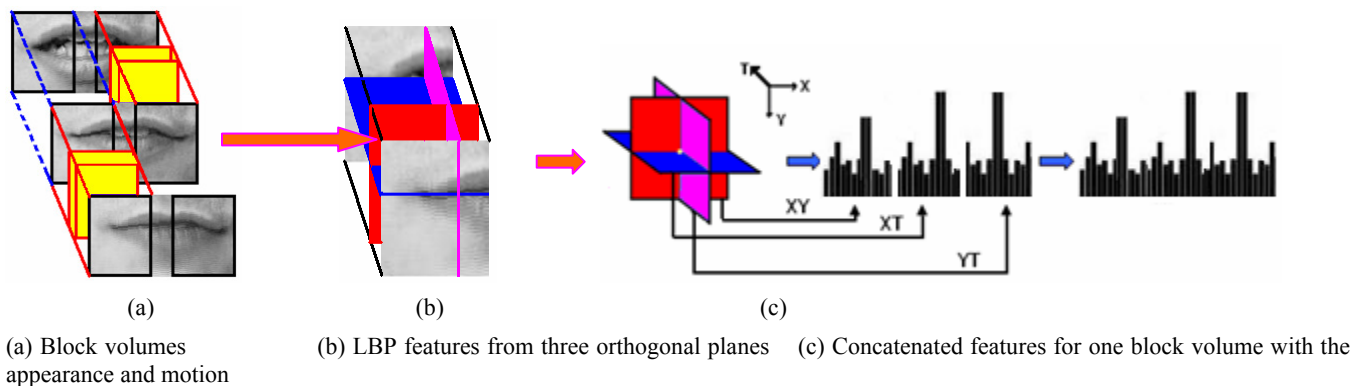 T
X
Y
XY
XT
YT
(a)
(b)
(c)
(a) Block volumes
(b) LBP features from three orthogonal planes
(c) Concatenated features for one block volume with the
appearance and motion